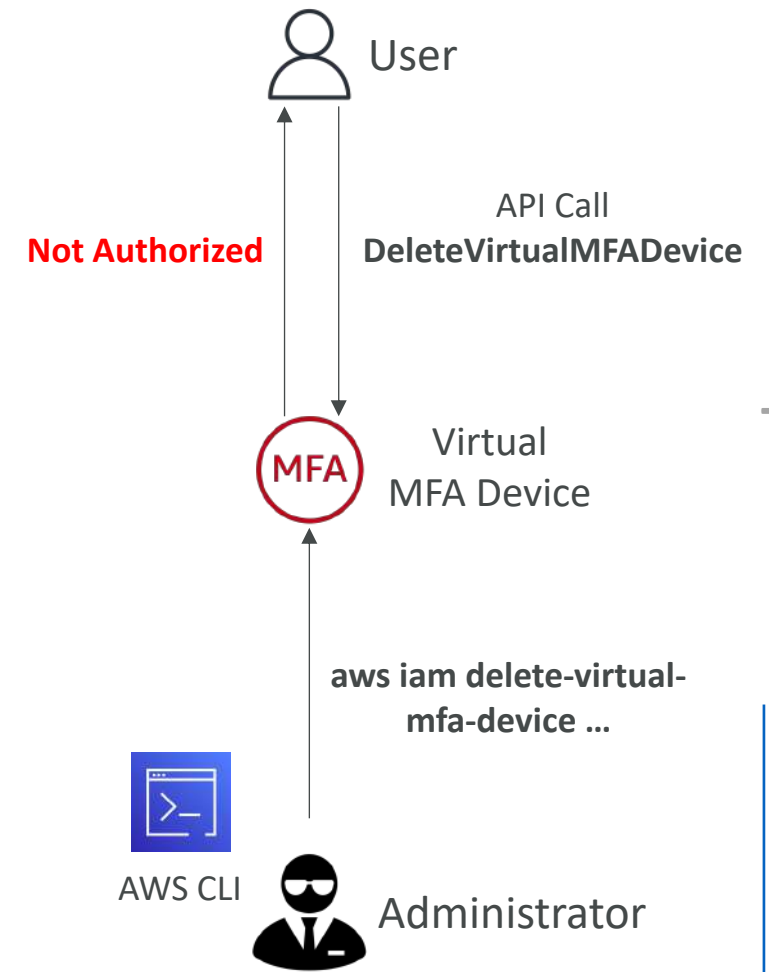 User
Not Authorized
API Call
DeleteVirtualMFADevice
MFA
Virtual
MFA Device
aws iam delete-virtual-
mfa-device …
>_
AWS CLI
Administrator